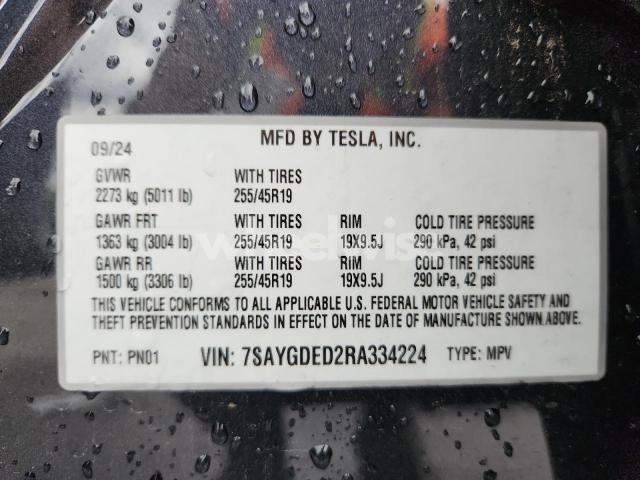 09/24 MFD BY TESLA, INC.
GVWR WITH TIRES
2273 kg (5011 lb) 255/45R19
GAWR FRT WITH TIRES RIM COLD TIRE PRESSURE
1363 kg (3004 lb) 255/45R19 19X9.5J 290 kPa, 42 psi
GAWR RR WITH TIRES RIM COLD TIRE PRESSURE
1500 kg (3306 lb) 255/45R19 19X9.5J 290 kPa, 42 psi
THIS VEHICLE CONFORMS TO ALL APPLICABLE U.S. FEDERAL MOTOR VEHICLE SAFETY AND
THEFT PREVENTION STANDARDS IN EFFECT ON DATE OF MANUFACTURE SHOWN ABOVE.
PNT: PN01 VIN: 7SAYGDED2RA334224 TYPE: MPV